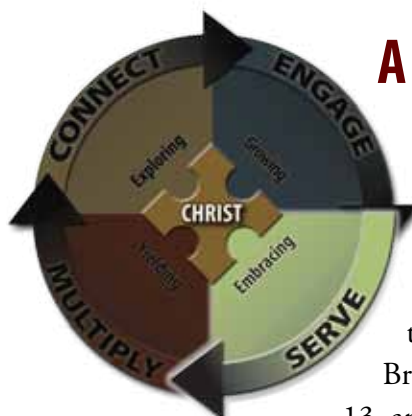 A
CONNECT
ENGAGE
Exploring
Growing
CHRIST
Yielding
Embracing
MULTIPLY
SERVE
t
Br
13, a